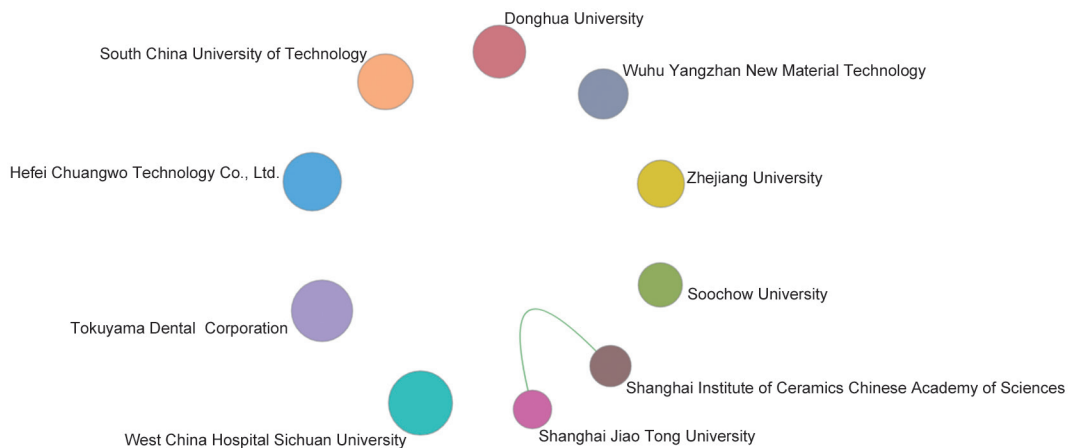 Donghua University
South China University of Technology
Wuhu Yangzhan New Material Technology
Hefei Chuangwo Technology Co., Ltd.
Zhejiang University
Soochow University
Tokuyama Dental  Corporation
Shanghai Institute of Ceramics Chinese Academy of Sciences
West China Hospital Sichuan University
Shanghai Jiao Tong University